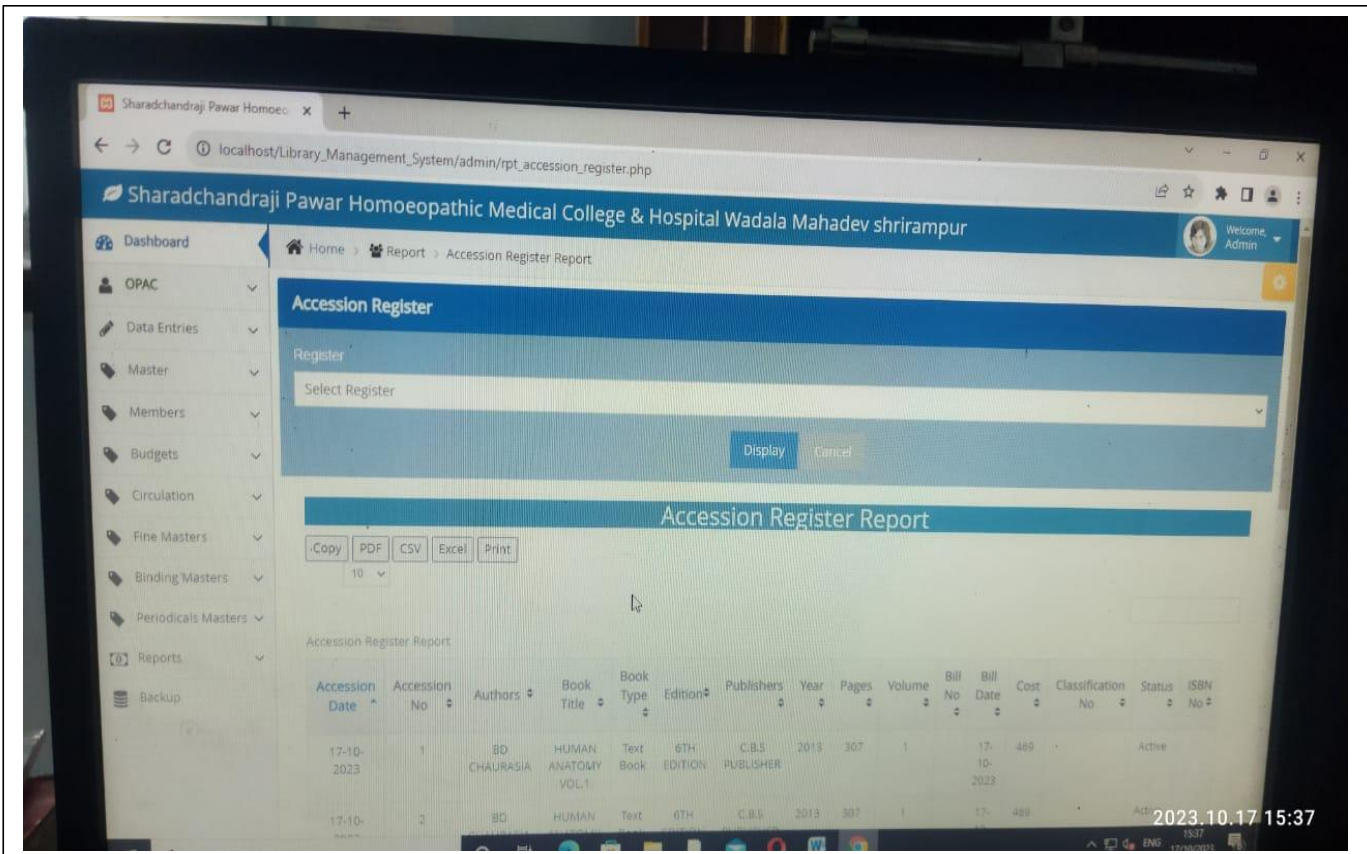 Sharadchandraji Pawar Homoeo
localhost/Library_Management_System/admin/rpt_accession_register.php
Sharadchandraji Pawar Homoeopathic Medical College & Hospital Wadala Mahadev shrirampur
Welcome,
Admin
Dashboard
OPAC
Data Entries
Master
Members
Budgets
Circulation
Fine Masters
Binding Masters
Periodicals Masters
Reports
Backup
Home > Report > Accession Register Report
Accession Register
Register
Select Register
Display Cancel
Accession Register Report
Copy PDF CSV Excel Print
10
Accession Register Report
Accession Date Accession No Authors Book Title Book Type Edition Publishers Year Pages Volume Bill No Bill Date Cost Classification No Status ISBN No
17-10-2023 1 BD CHAURASIA HUMAN ANATOMY VOL.1 Text Book 6TH EDITION C.B.S PUBLISHER 2013 307 1 17-10-2023 469 Active
17-10- 2 BD HUMAN Text 6TH C.B.S 2013 307 1 17- 469
ENG
15:37
17/10/2023
2023.10.17 15:37